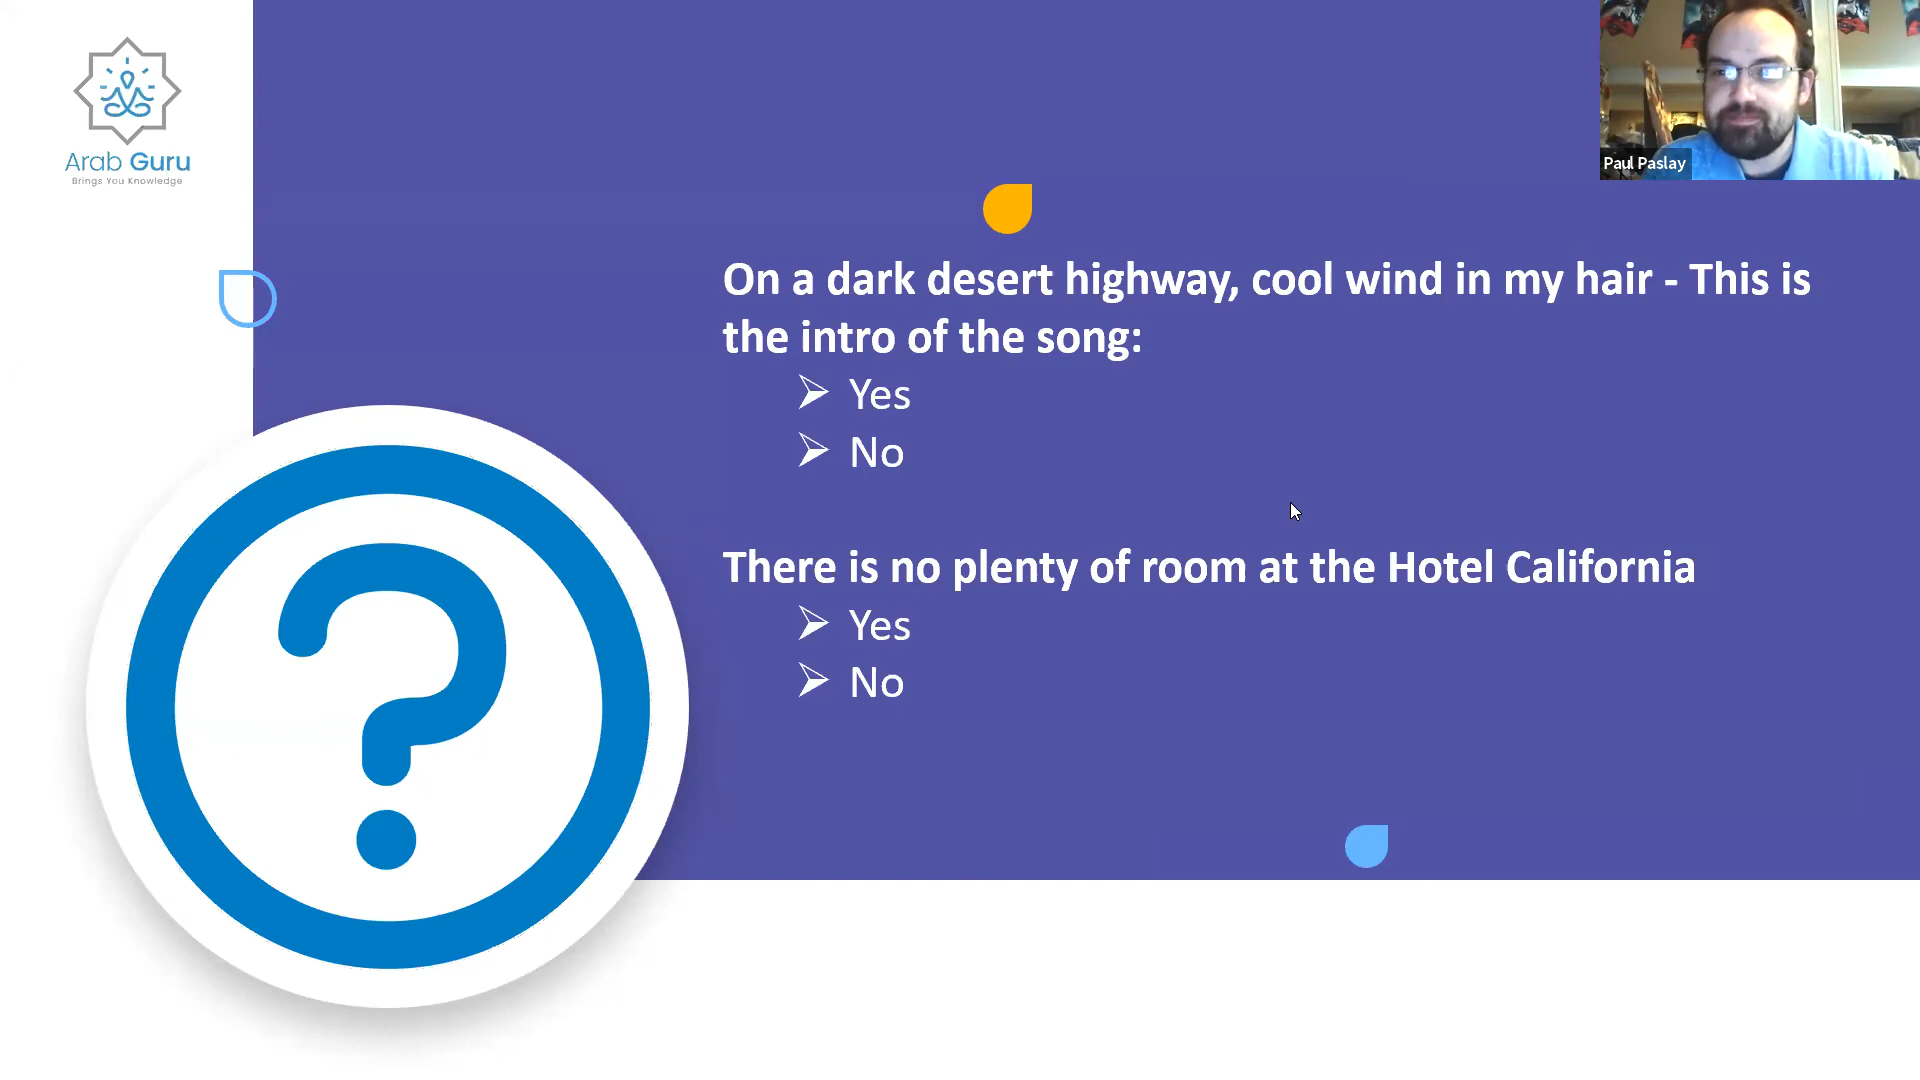 Arab Guru
Brings You Knowledge
Paul Paslay
On a dark desert highway, cool wind in my hair - This is
the intro of the song:
Yes
No
There is no plenty of room at the Hotel California
Yes
No